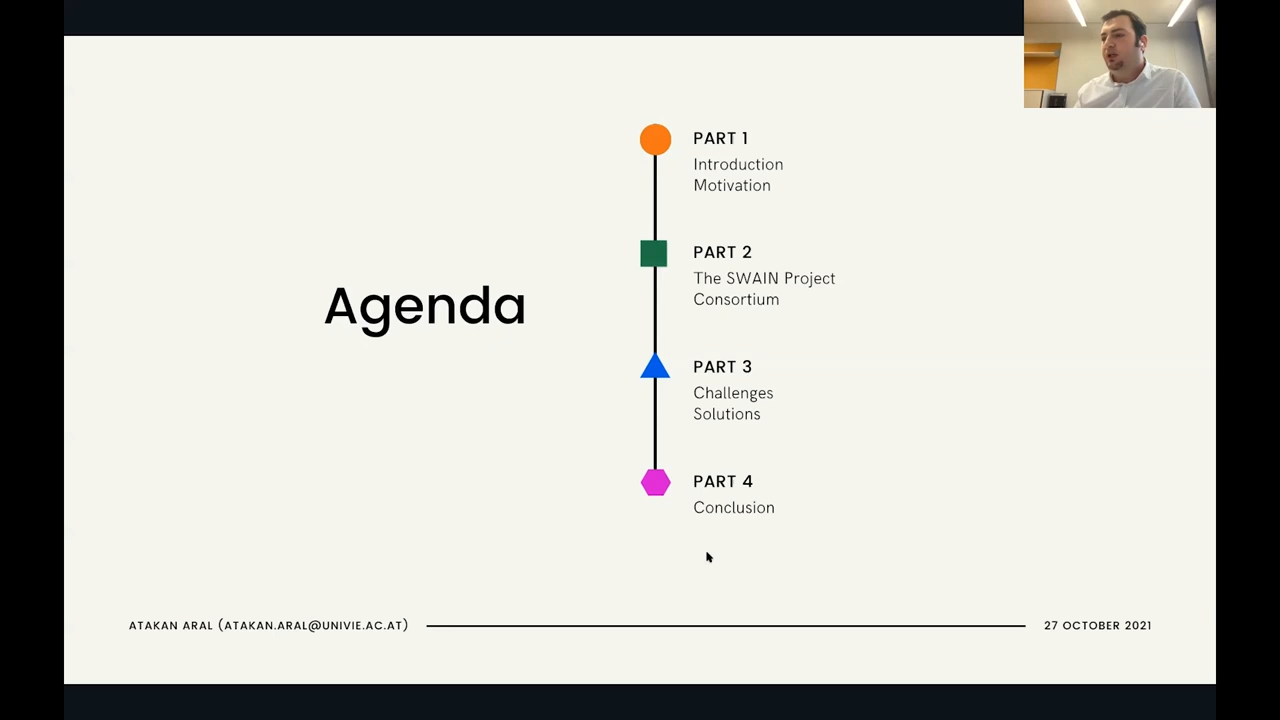 Agenda
PART 1
Introduction
Motivation
PART 2
The SWAIN Project
Consortium
PART 3
Challenges
Solutions
PART 4
Conclusion
ATAKAN ARAL (ATAKAN.ARAL@UNIVIE.AC.AT)
27 OCTOBER 2021